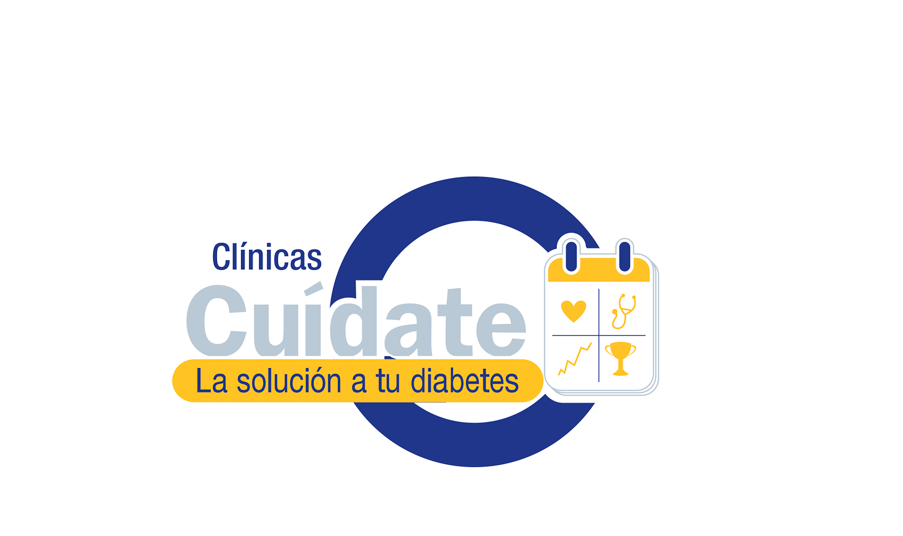 Clínicas
Cuídate
La solución a tu diabetes